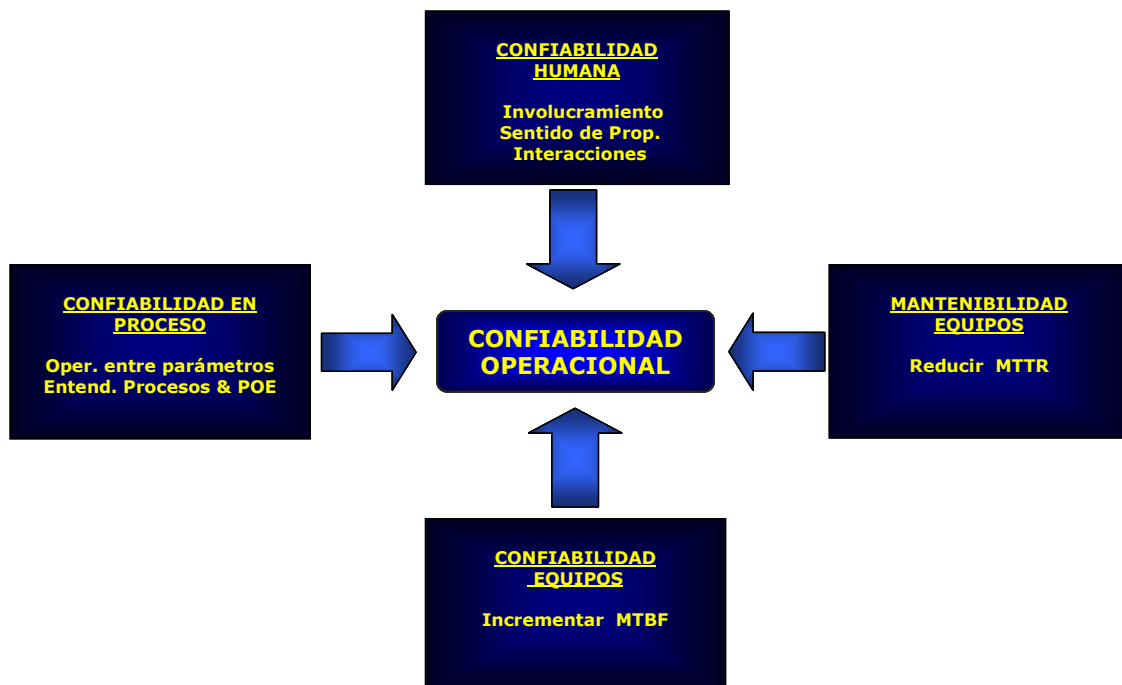 CONFIABILIDAD
HUMANA
Involucramiento
Sentido de Prop.
Interacciones
CONFIABILIDAD EN
PROCESO
Oper. entre parámetros
Entend. Procesos & POE
CONFIABILIDAD
OPERACIONAL
MANTENIBILIDAD
EQUIPOS
Reducir MTTR
CONFIABILIDAD
EQUIPOS
Incrementar MTBF